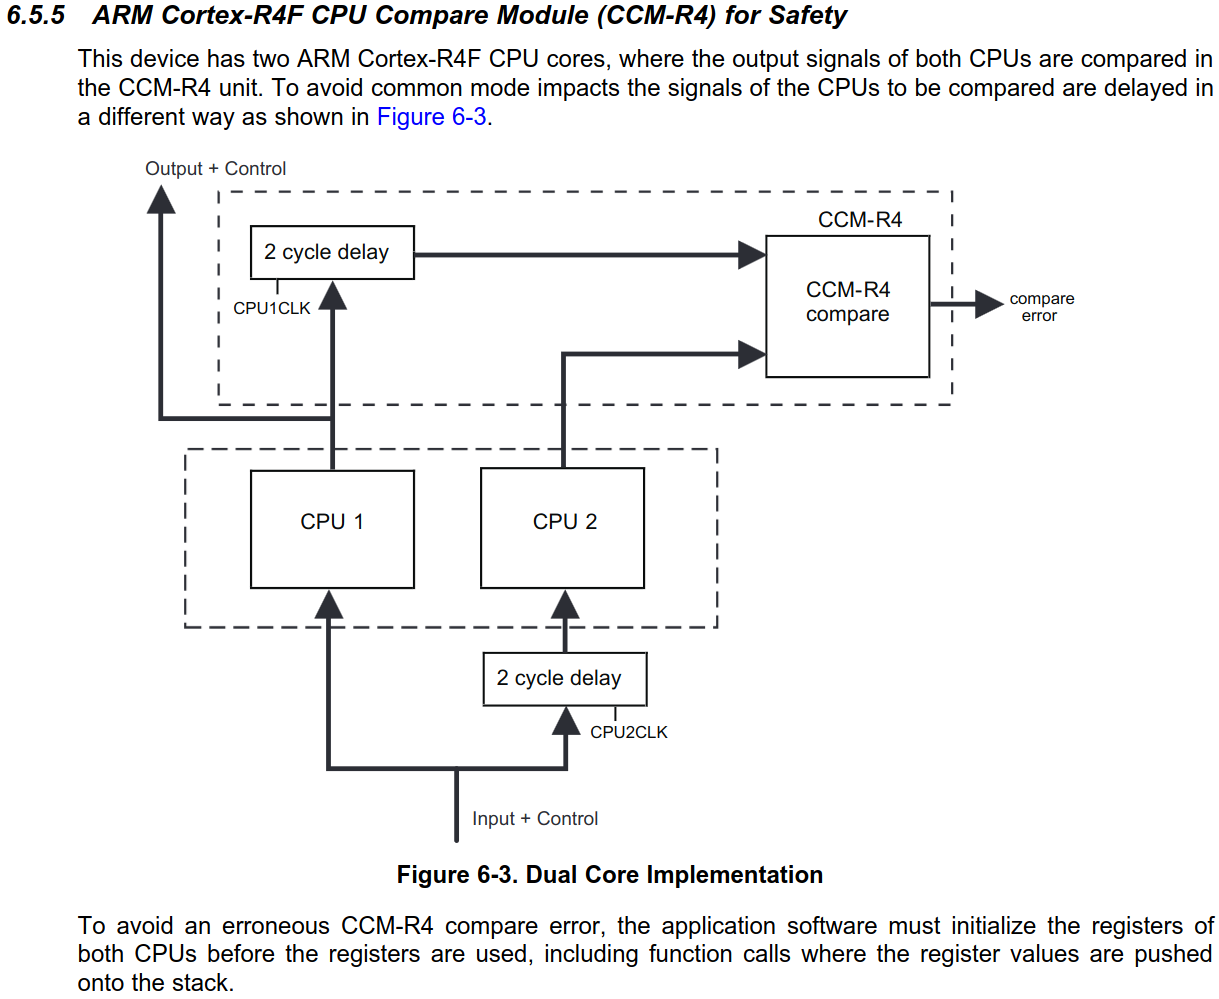 6.5.5 ARM Cortex-R4F CPU Compare Module (CCM-R4) for Safety
This device has two ARM Cortex-R4F CPU cores, where the output signals of both CPUs are compared in
the CCM-R4 unit. To avoid common mode impacts the signals of the CPUs to be compared are delayed in
a different way as shown in Figure 6-3.
Output + Control
CCM-R4
2 cycle delay
CPU1CLK
CCM-R4
compare
compare
error
CPU 1
CPU 2
2 cycle delay
CPU2CLK
Input + Control
Figure 6-3. Dual Core Implementation
To avoid an erroneous CCM-R4 compare error, the application software must initialize the registers of
both CPUs before the registers are used, including function calls where the register values are pushed
onto the stack.